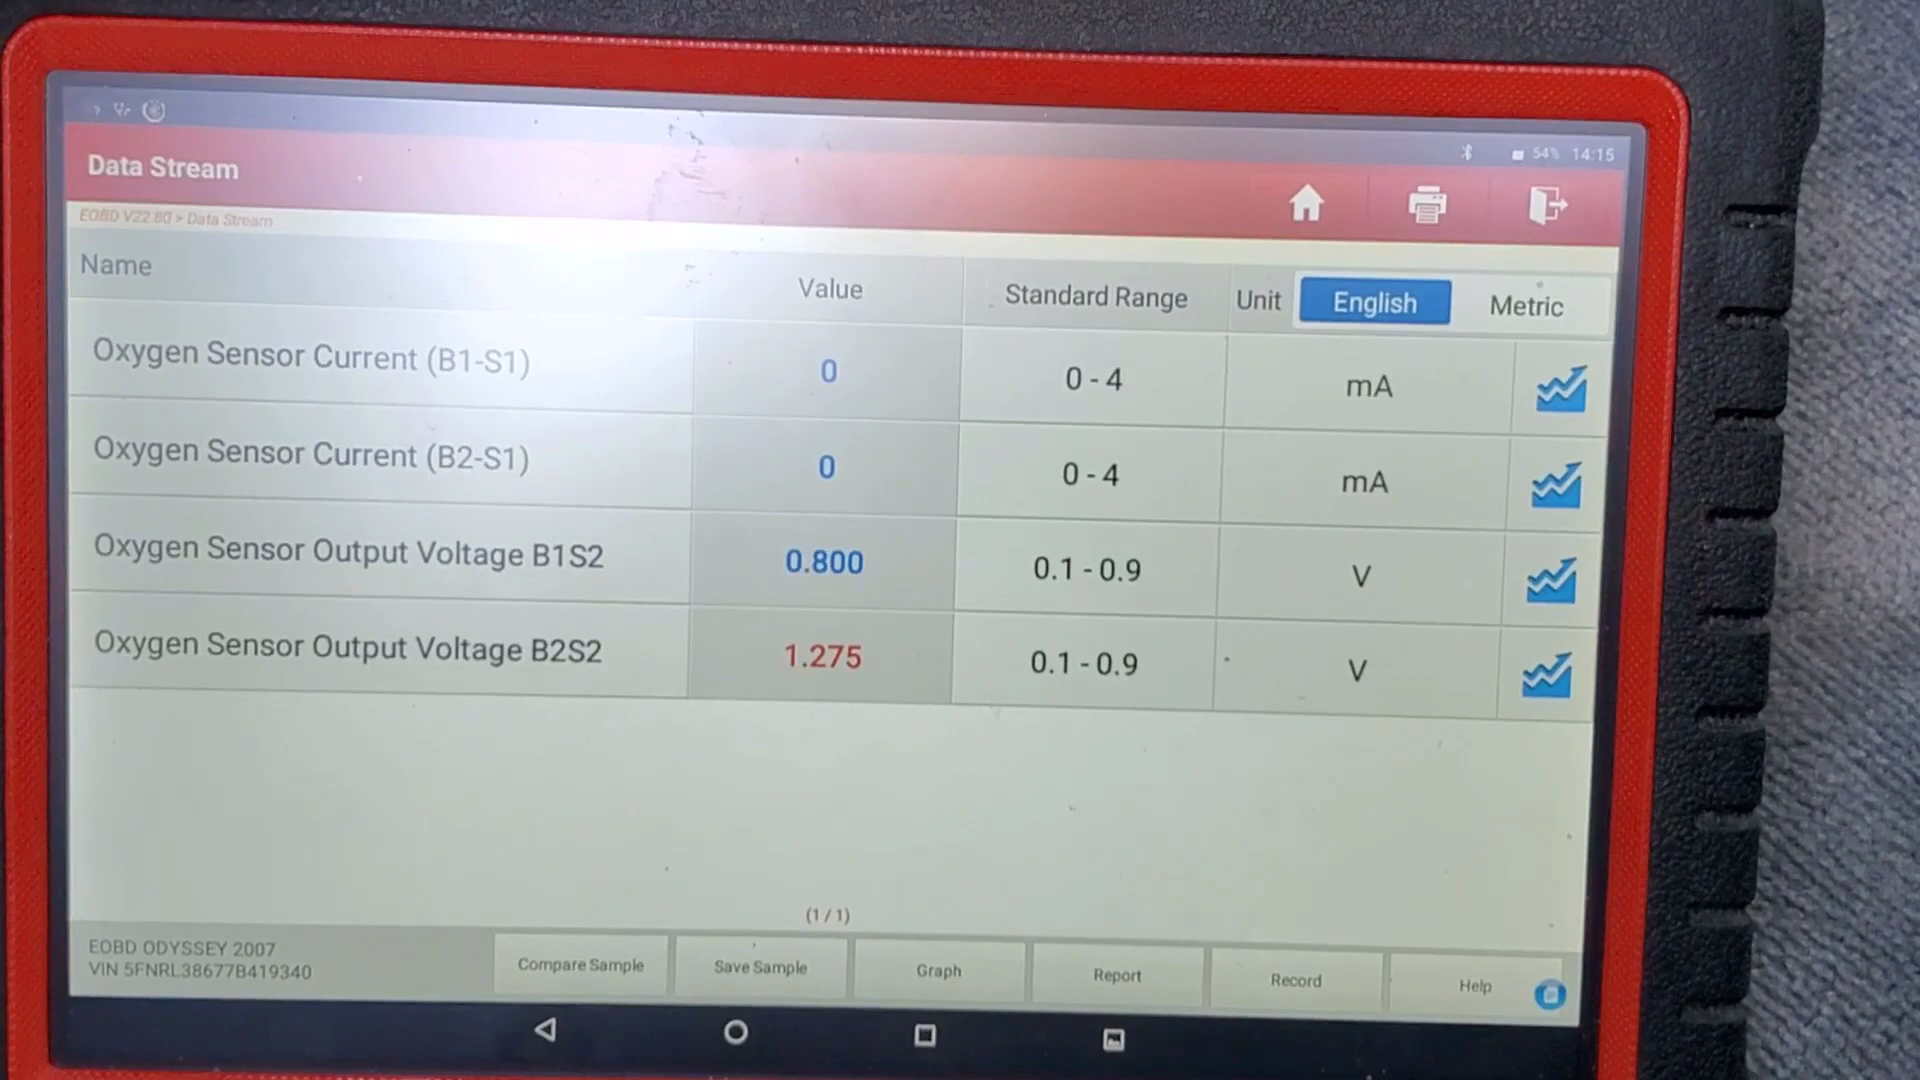 54% 14:15
Data Stream
EOBD V22.80 > Data Stream
Name Value Standard Range Unit English Metric
Oxygen Sensor Current (B1-S1) 0 0 - 4 mA
Oxygen Sensor Current (B2-S1) 0 0 - 4 mA
Oxygen Sensor Output Voltage B1S2 0.800 0.1 - 0.9 V
Oxygen Sensor Output Voltage B2S2 1.275 0.1 - 0.9 V
(1 / 1)
EOBD ODYSSEY 2007
VIN 5FNRL38677B419340
Compare Sample Save Sample Graph Report Record Help